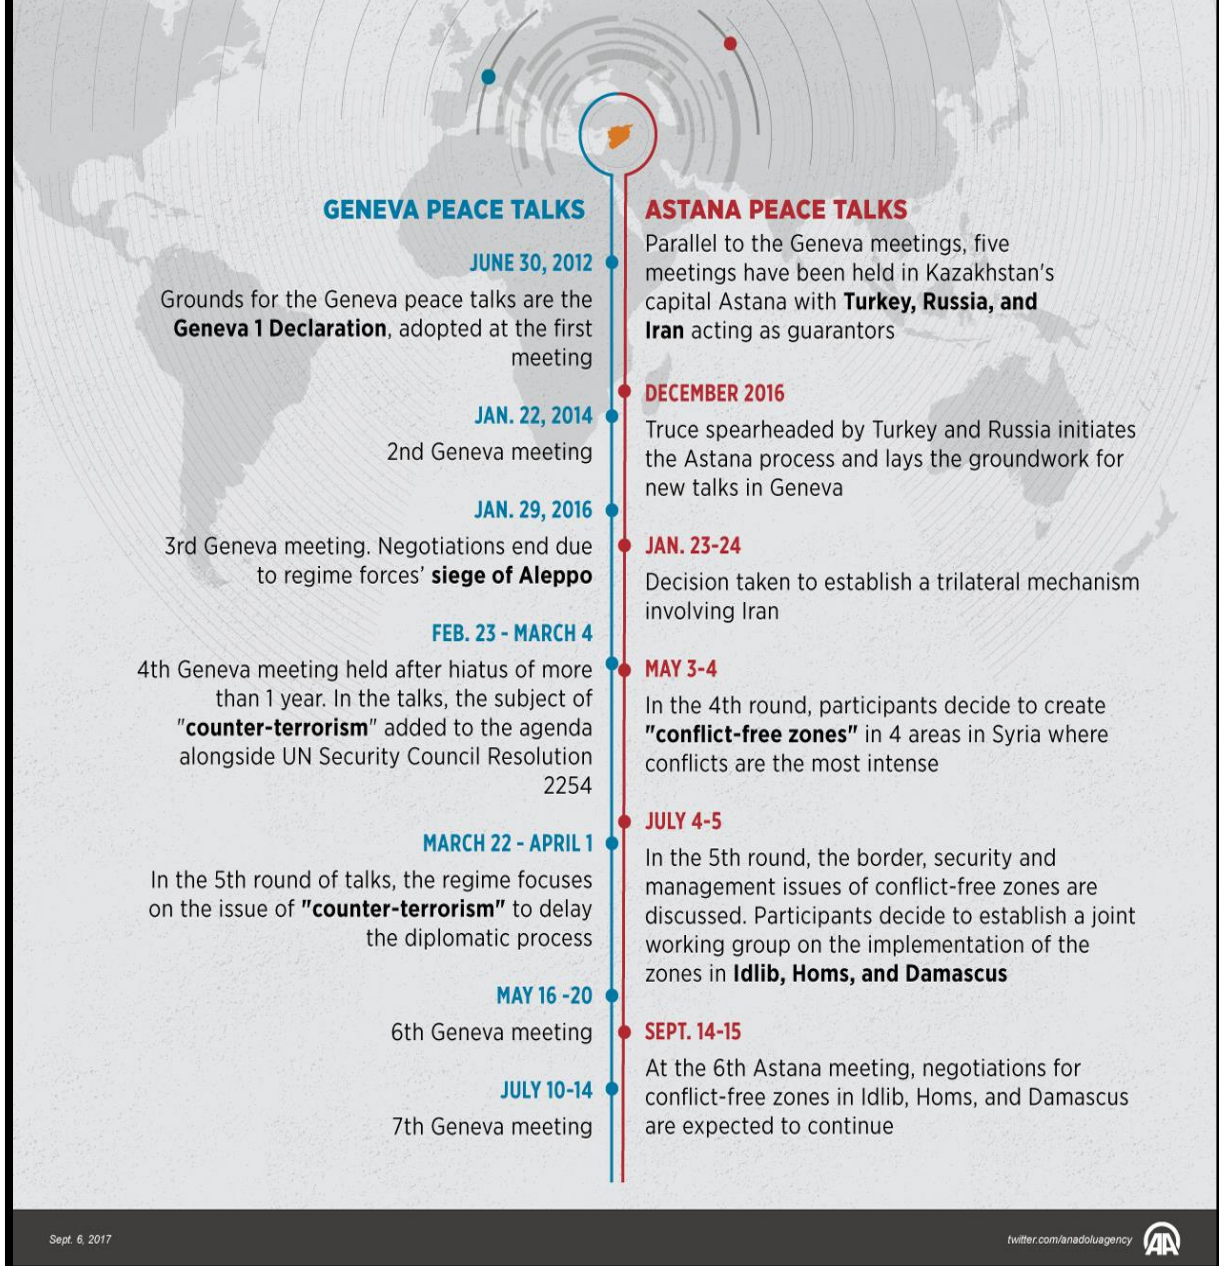 GENEVA PEACE TALKS
JUNE 30, 2012
Grounds for the Geneva peace talks are the
Geneva 1 Declaration, adopted at the first
meeting
JAN. 22, 2014
2nd Geneva meeting
JAN. 29, 2016
3rd Geneva meeting. Negotiations end due
to regime forces' siege of Aleppo
FEB. 23 - MARCH 4
4th Geneva meeting held after hiatus of more
than 1 year. In the talks, the subject of
"counter-terrorism" added to the agenda
alongside UN Security Council Resolution
2254
MARCH 22 - APRIL 1
In the 5th round of talks, the regime focuses
on the issue of "counter-terrorism" to delay
the diplomatic process
MAY 16 -20
6th Geneva meeting
JULY 10-14
7th Geneva meeting
ASTANA PEACE TALKS
Parallel to the Geneva meetings, five
meetings have been held in Kazakhstan's
capital Astana with Turkey, Russia, and
Iran acting as guarantors
DECEMBER 2016
Truce spearheaded by Turkey and Russia initiates
the Astana process and lays the groundwork for
new talks in Geneva
JAN. 23-24
Decision taken to establish a trilateral mechanism
involving Iran
MAY 3-4
In the 4th round, participants decide to create
"conflict-free zones" in 4 areas in Syria where
conflicts are the most intense
JULY 4-5
In the 5th round, the border, security and
management issues of conflict-free zones are
discussed. Participants decide to establish a joint
working group on the implementation of the
zones in Idlib, Homs, and Damascus
SEPT. 14-15
At the 6th Astana meeting, negotiations for
conflict-free zones in Idlib, Homs, and Damascus
are expected to continue
Sept. 6, 2017
twitter.com/anadoluagency
AA